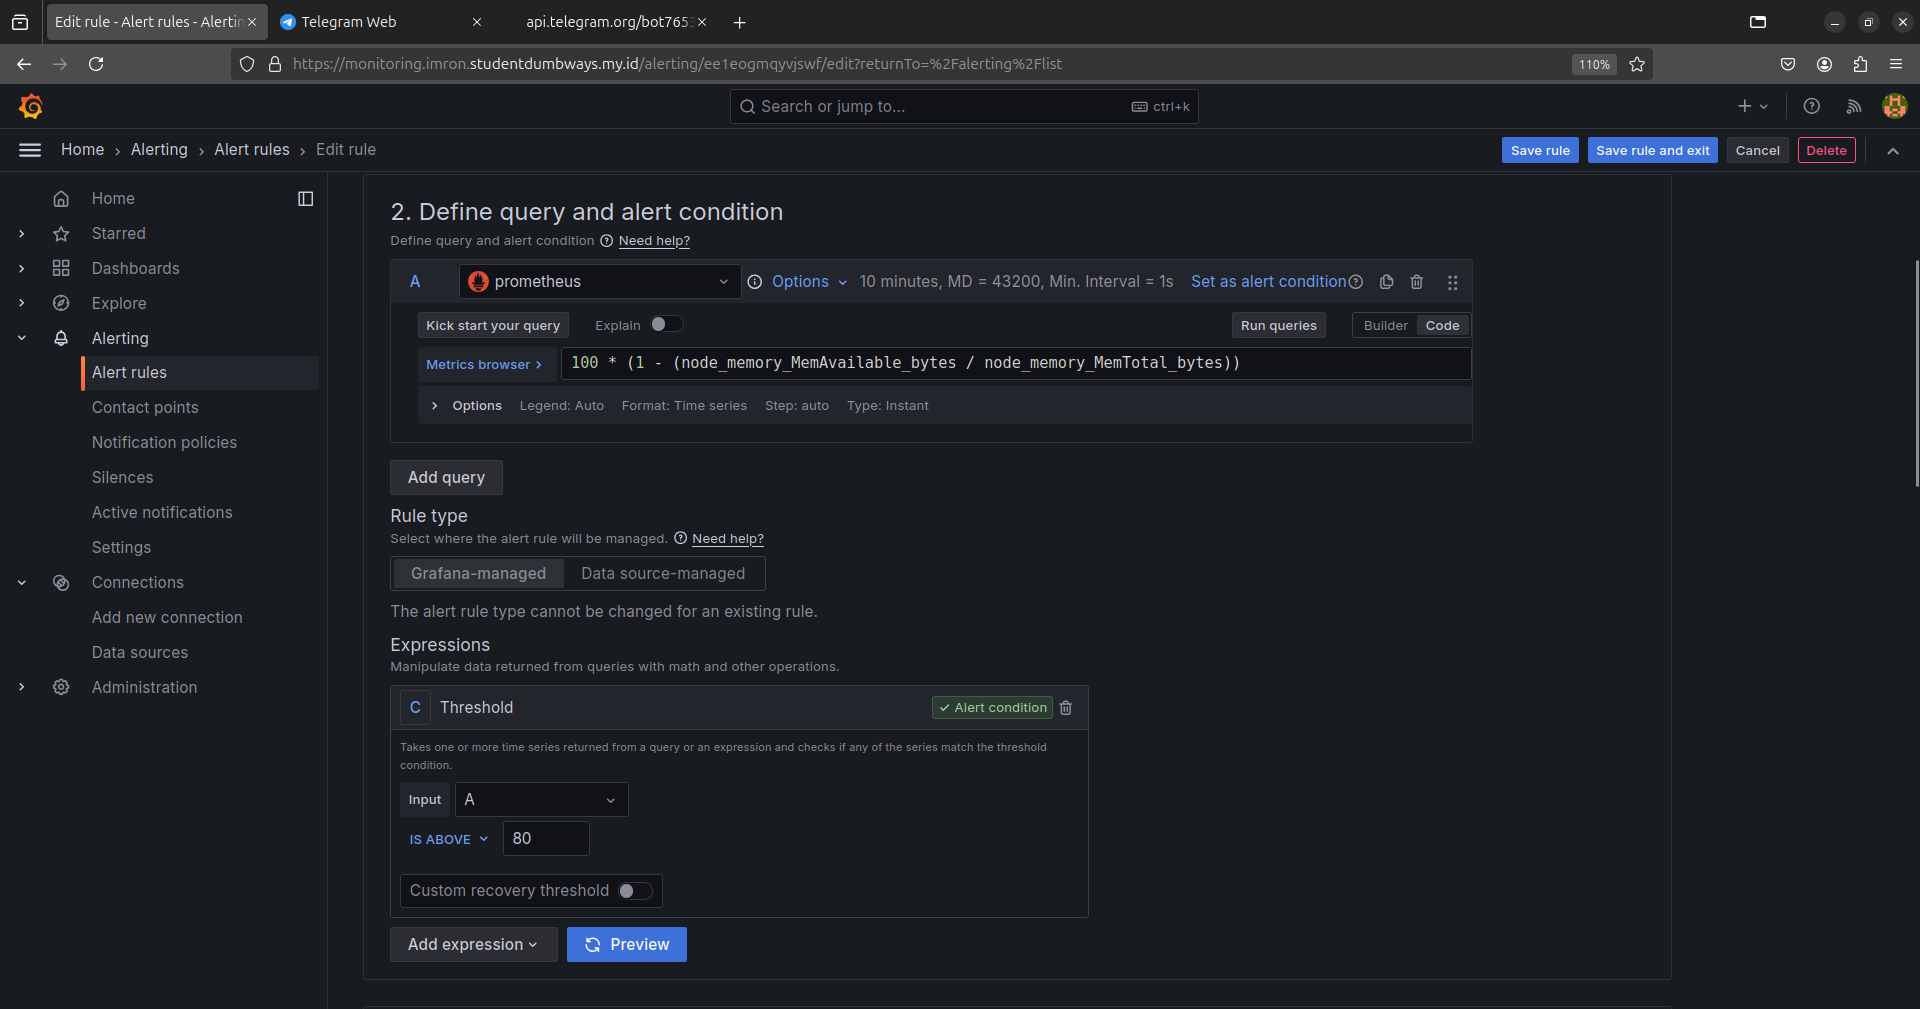 Edit rule - Alert rules - Alertin
Telegram Web
api.telegram.org/bot765
https://monitoring.imron.studentdumbways.my.id/alerting/ee1eogmqyvjswf/edit?returnTo=%2Falerting%2Flist
110%
Search or jump to...
ctrl+k
Home › Alerting › Alert rules › Edit rule
Save rule
Save rule and exit
Cancel
Delete
Home
Starred
Dashboards
Explore
Alerting
Alert rules
Contact points
Notification policies
Silences
Active notifications
Settings
Connections
Add new connection
Data sources
Administration
2. Define query and alert condition
Define query and alert condition Need help?
A prometheus Options 10 minutes, MD = 43200, Min. Interval = 1s Set as alert condition
Kick start your query Explain Run queries Builder Code
Metrics browser > 100 * (1 - (node_memory_MemAvailable_bytes / node_memory_MemTotal_bytes))
Options Legend: Auto Format: Time series Step: auto Type: Instant
Add query
Rule type
Select where the alert rule will be managed. Need help?
Grafana-managed Data source-managed
The alert rule type cannot be changed for an existing rule.
Expressions
Manipulate data returned from queries with math and other operations.
C Threshold Alert condition
Takes one or more time series returned from a query or an expression and checks if any of the series match the threshold
condition.
Input A
IS ABOVE 80
Custom recovery threshold
Add expression Preview